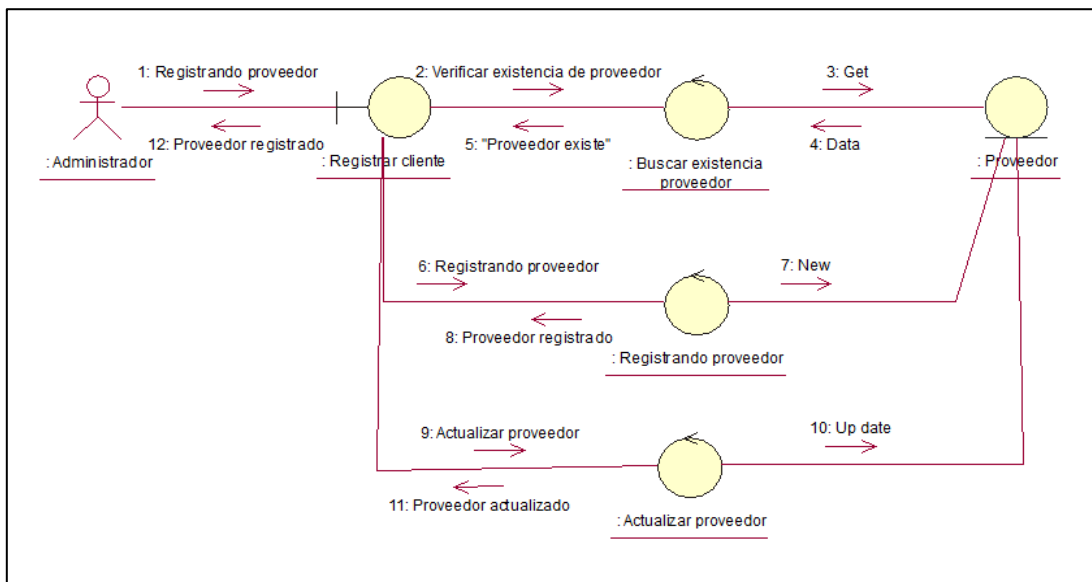 1: Registrando proveedor
2: Verificar existencia de proveedor
3: Get
12: Proveedor registrado
5: "Proveedor existe"
4: Data
: Administrador
: Registrar cliente
: Buscar existencia
proveedor
: Proveedor
6: Registrando proveedor
7: New
8: Proveedor registrado
: Registrando proveedor
9: Actualizar proveedor
10: Up date
11: Proveedor actualizado
: Actualizar proveedor